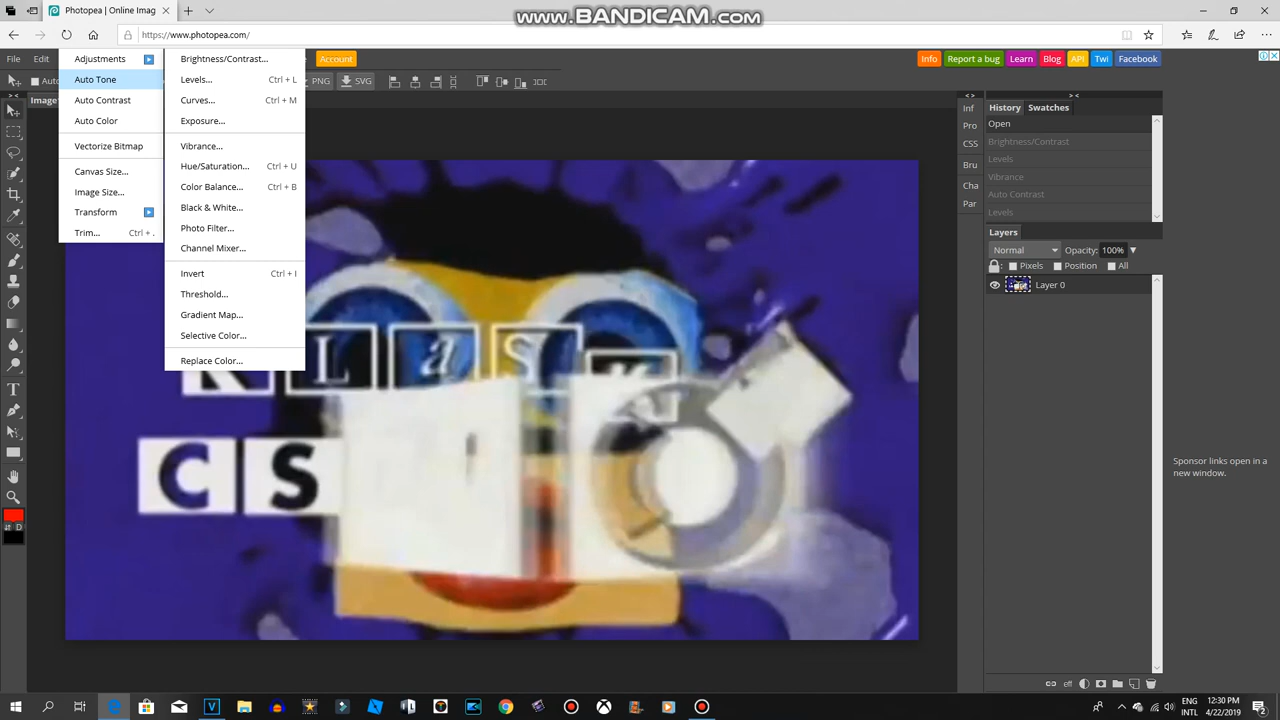 www.BANDICAM.com
Photopea | Online Imag
https://www.photopea.com/
File Edit
Account
Info Report a bug Learn Blog API Twi Facebook
Auto
PNG SVG
Image
Adjustments
Auto Tone
Auto Contrast
Auto Color
Vectorize Bitmap
Canvas Size...
Image Size...
Transform
Trim... Ctrl + .
Brightness/Contrast...
Levels... Ctrl + L
Curves... Ctrl + M
Exposure...
Vibrance...
Hue/Saturation... Ctrl + U
Color Balance... Ctrl + B
Black & White...
Photo Filter...
Channel Mixer...
Invert Ctrl + I
Threshold...
Gradient Map...
Selective Color...
Replace Color...
K L a s K
C S
> <
< >
> <
Inf
Pro
CSS
Bru
Cha
Par
History Swatches
Open
Brightness/Contrast
Levels
Vibrance
Auto Contrast
Levels
Layers
Normal Opacity: 100%
Pixels Position All
Layer 0
eff
D
Sponsor links open in a
new window.
ENG
INTL
12:30 PM
4/22/2019
2